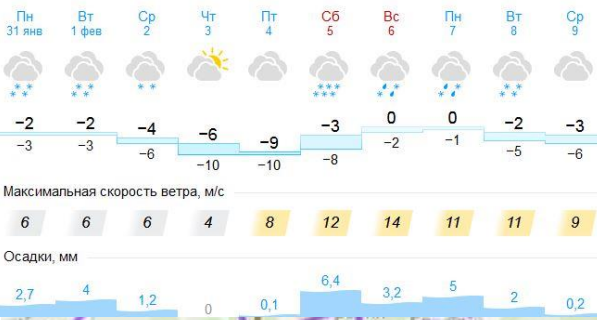 Пн Вт Ср Чт Пт Сб Вс Пн Вт Ср
31 янв 1 фев 2 3 4 5 6 7 8 9
−2 −2 −4 −6 −9 −3 0 0 −2 −3
−3 −3 −6 −10 −10 −8 −2 −1 −5 −6
Максимальная скорость ветра, м/с
6 6 6 4 8 12 14 11 11 9
Осадки, мм
2,7 4 1,2 0 0,1 6,4 3,2 5 2 0,2